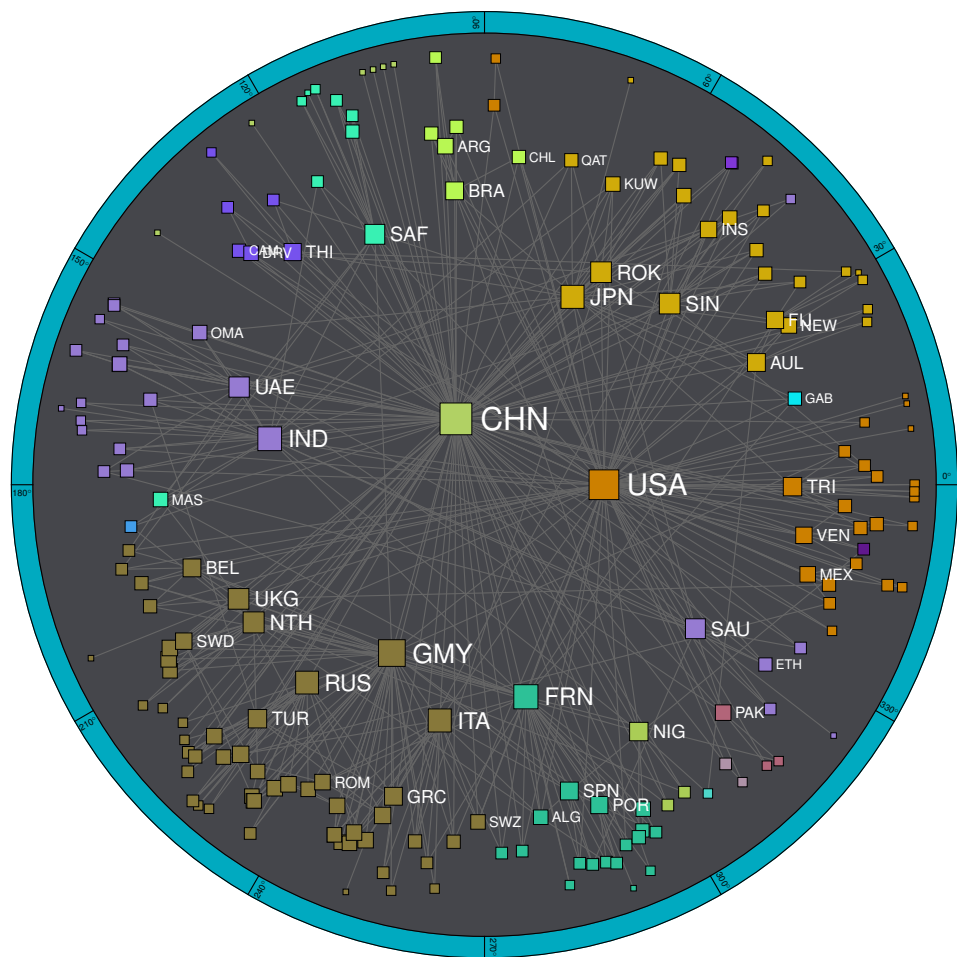 90°
60°
120°
ARG
CHL
QAT
KUW
BRA
INS
SAF
30°
150°
CAM
DRV
THI
ROK
JPN
SIN
FIJ
NEW
OMA
AUL
UAE
GAB
CHN
IND
0°
USA
TRI
180°
MAS
VEN
BEL
MEX
UKG
NTH
SAU
SWD
GMY
ETH
RUS
FRN
330°
210°
TUR
ITA
PAK
NIG
ROM
GRC
SPN
POR
ALG
SWZ
240°
300°
270°